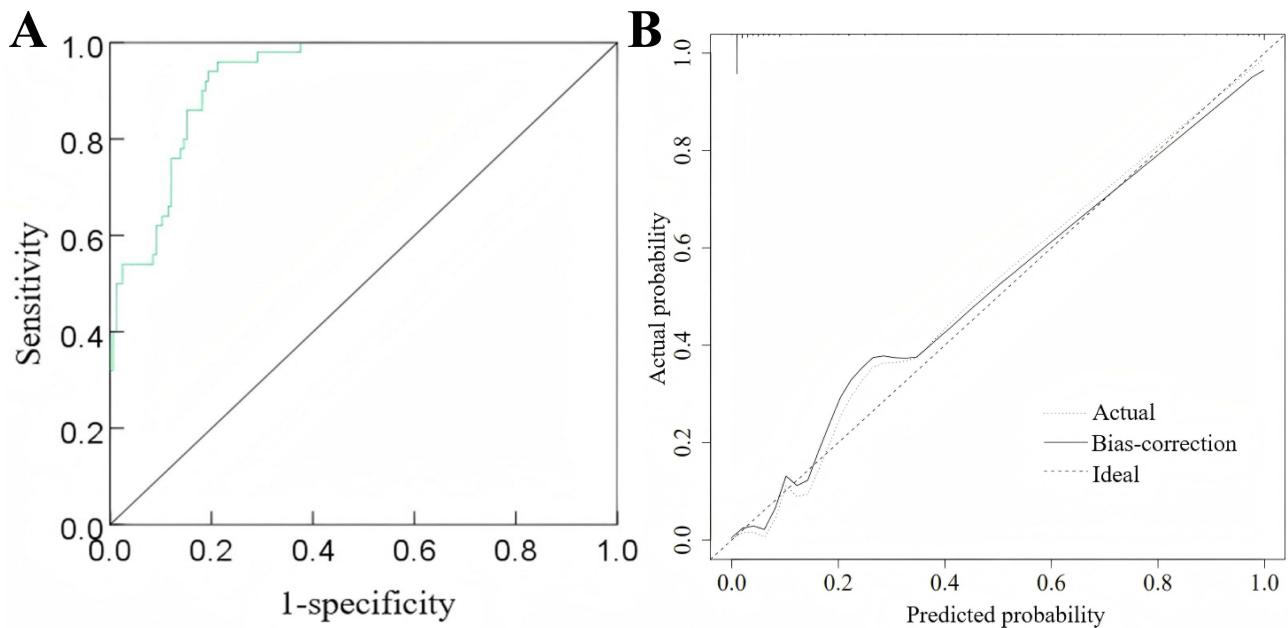 A
1.0
0.8
0.6
0.4
0.2
0.0
Sensitivity
0.0 0.2 0.4 0.6 0.8 1.0
1-specificity
B
1.0
0.8
0.6
0.4
0.2
0.0
Actual probability
Actual
Bias-correction
Ideal
0.0 0.2 0.4 0.6 0.8 1.0
Predicted probability